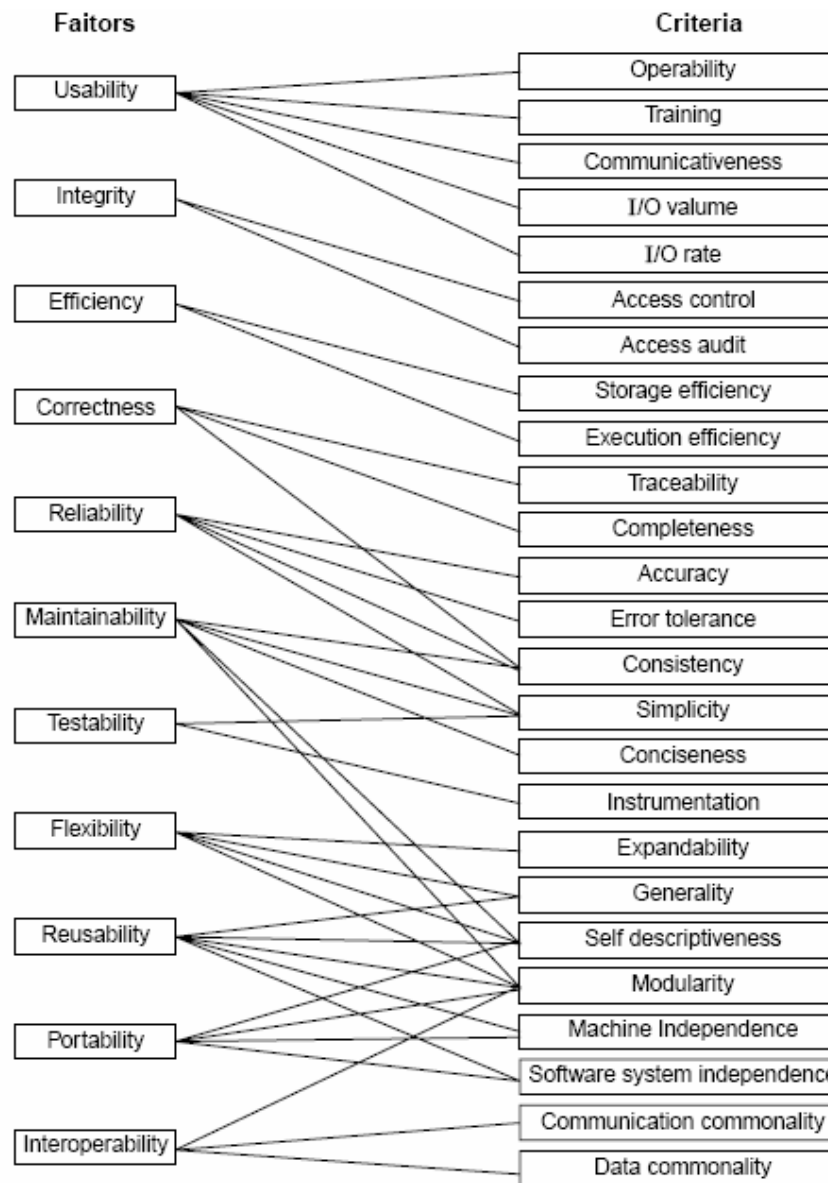 Faitors
Criteria
Usability
Integrity
Efficiency
Correctness
Reliability
Maintainability
Testability
Flexibility
Reusability
Portability
Interoperability
Operability
Training
Communicativeness
I/O valume
I/O rate
Access control
Access audit
Storage efficiency
Execution efficiency
Traceability
Completeness
Accuracy
Error tolerance
Consistency
Simplicity
Conciseness
Instrumentation
Expandability
Generality
Self descriptiveness
Modularity
Machine Independence
Software system independence
Communication commonality
Data commonality